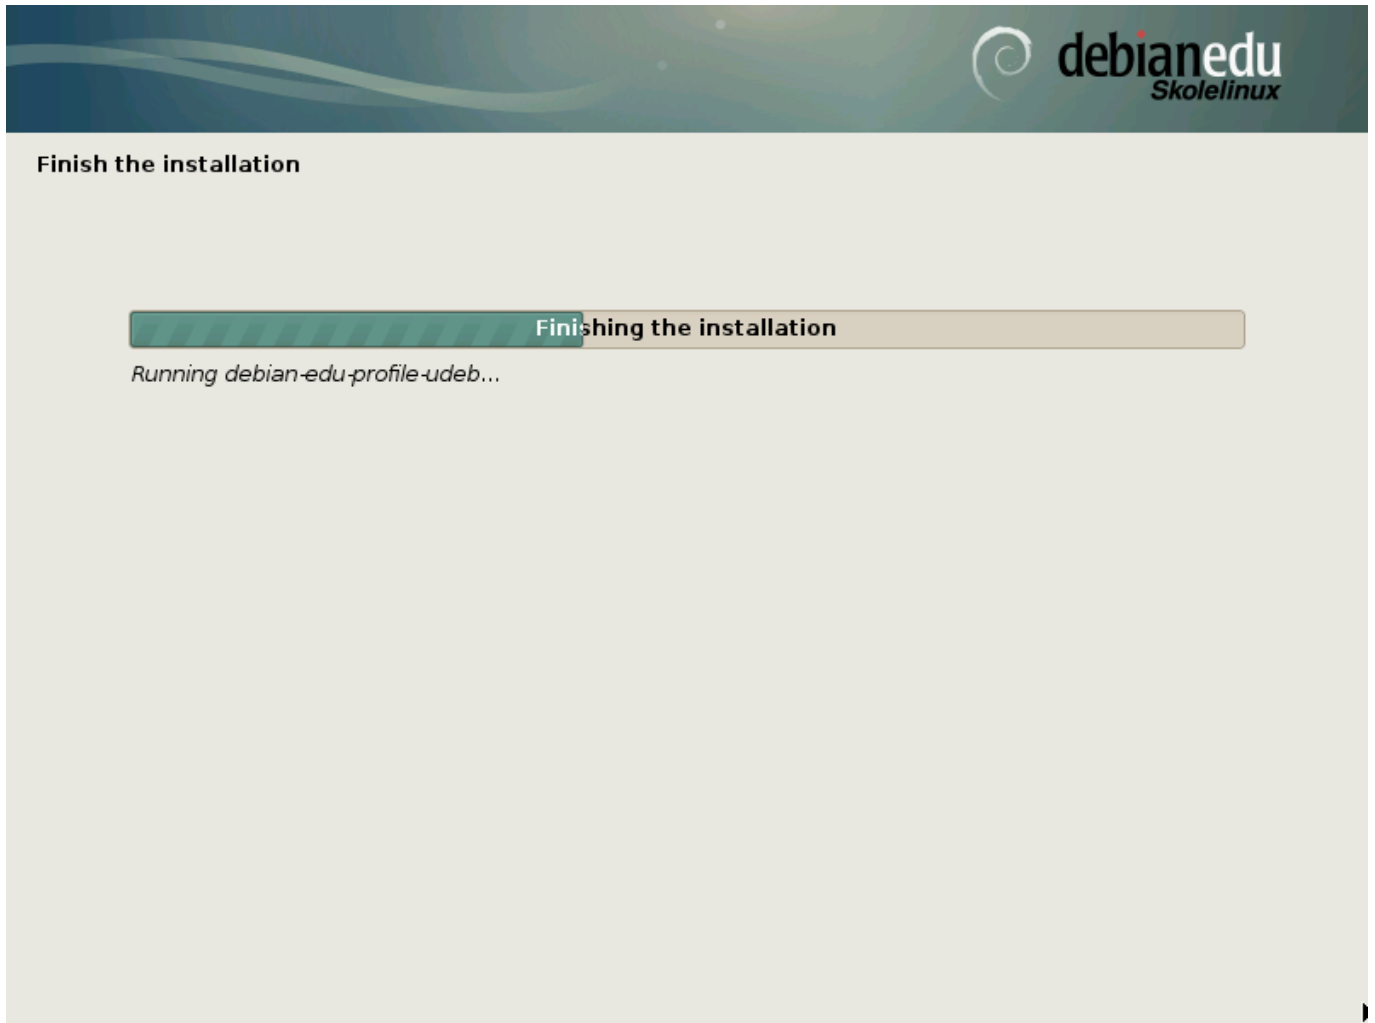 debianedu
Skolelinux
Finish the installation
Finishing the installation
Running debian-edu-profile-udeb...